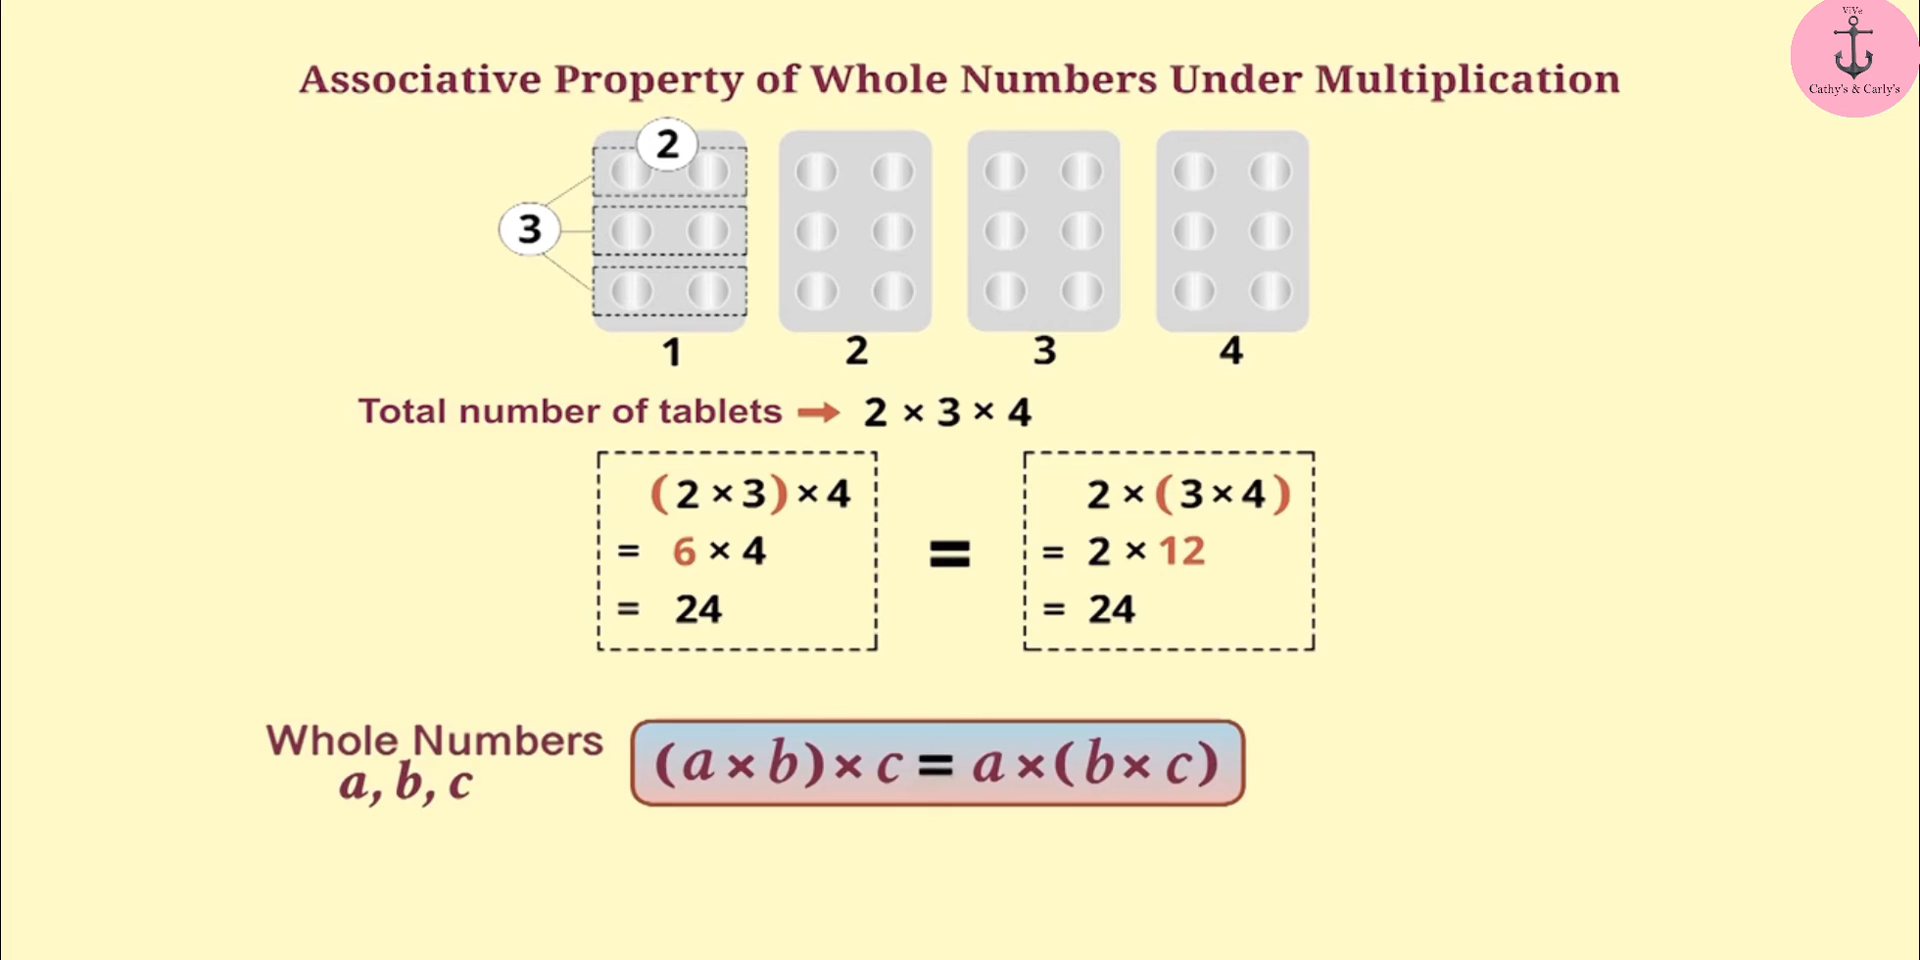 ViVe
Cathy's & Carly's
Associative Property of Whole Numbers Under Multiplication
2
3
1 2 3 4
Total number of tablets → 2 × 3 × 4
(2 × 3) × 4
= 6 × 4
= 24
=
2 × (3 × 4)
= 2 × 12
= 24
Whole Numbers
a, b, c
(a × b) × c = a × (b × c)